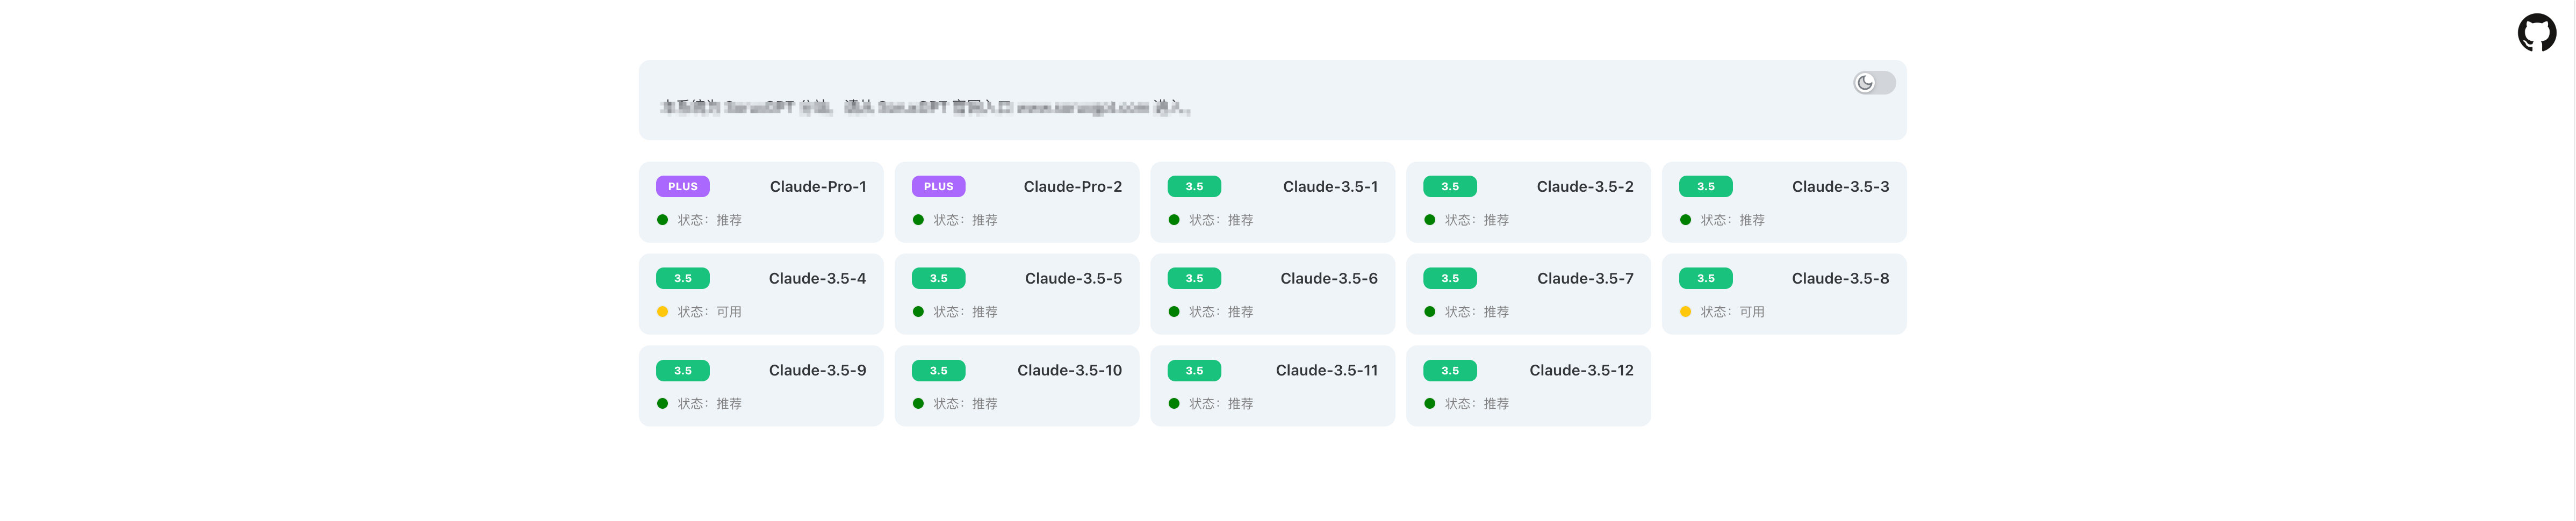 PLUS Claude-Pro-1
状态：推荐
PLUS Claude-Pro-2
状态：推荐
3.5 Claude-3.5-1
状态：推荐
3.5 Claude-3.5-2
状态：推荐
3.5 Claude-3.5-3
状态：推荐
3.5 Claude-3.5-4
状态：可用
3.5 Claude-3.5-5
状态：推荐
3.5 Claude-3.5-6
状态：推荐
3.5 Claude-3.5-7
状态：推荐
3.5 Claude-3.5-8
状态：可用
3.5 Claude-3.5-9
状态：推荐
3.5 Claude-3.5-10
状态：推荐
3.5 Claude-3.5-11
状态：推荐
3.5 Claude-3.5-12
状态：推荐